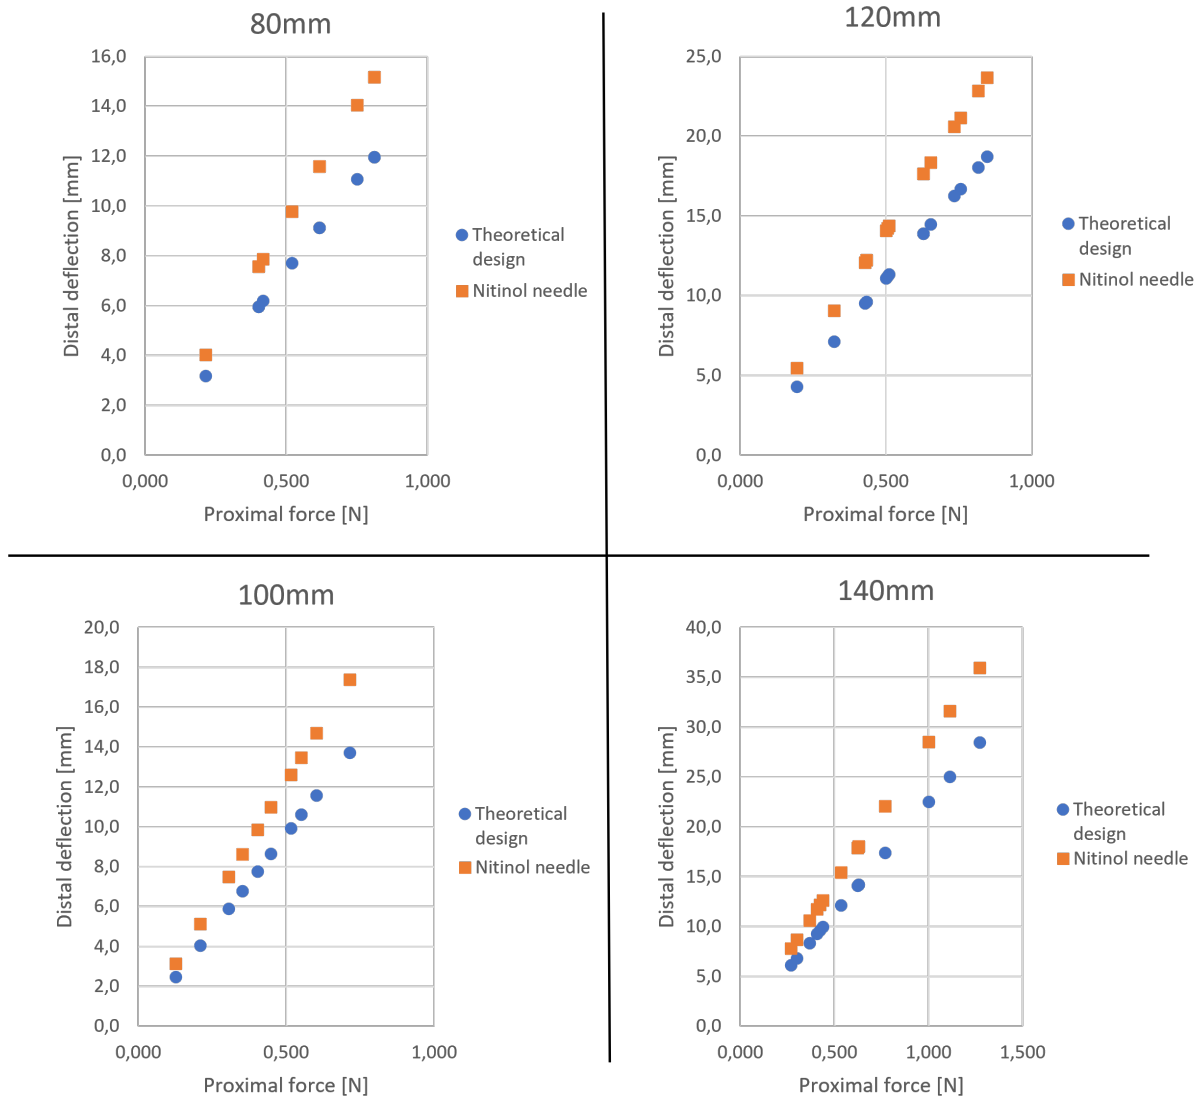 80mm
16,0
14,0
12,0
10,0
8,0
6,0
4,0
2,0
0,0
0,000 0,500 1,000
Distal deflection [mm]
Proximal force [N]
Theoretical
design
Nitinol needle
120mm
25,0
20,0
15,0
10,0
5,0
0,0
0,000 0,500 1,000
Distal deflection [mm]
Proximal force [N]
Theoretical
design
Nitinol needle
100mm
20,0
18,0
16,0
14,0
12,0
10,0
8,0
6,0
4,0
2,0
0,0
0,000 0,500 1,000
Distal deflection [mm]
Proximal force [N]
Theoretical
design
Nitinol needle
140mm
40,0
35,0
30,0
25,0
20,0
15,0
10,0
5,0
0,0
0,000 0,500 1,000 1,500
Distal deflection [mm]
Proximal force [N]
Theoretical
design
Nitinol needle